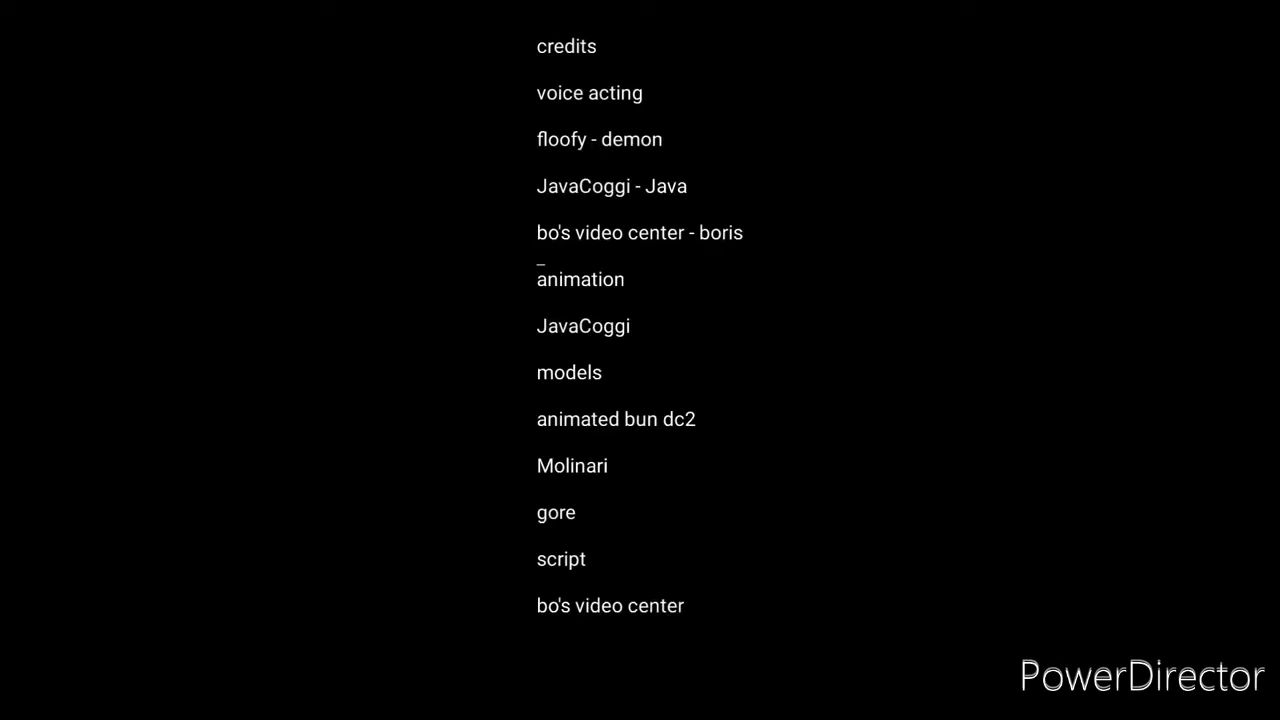 credits
voice acting
floofy - demon
JavaCoggi - Java
bo's video center - boris
_
animation
JavaCoggi
models
animated bun dc2
Molinari
gore
script
bo's video center
PowerDirector